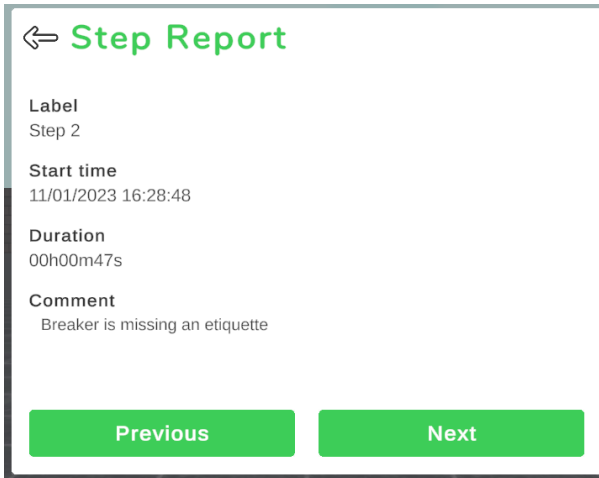 Step Report
Label
Step 2
Start time
11/01/2023 16:28:48
Duration
00h00m47s
Comment
Breaker is missing an etiquette
Previous
Next